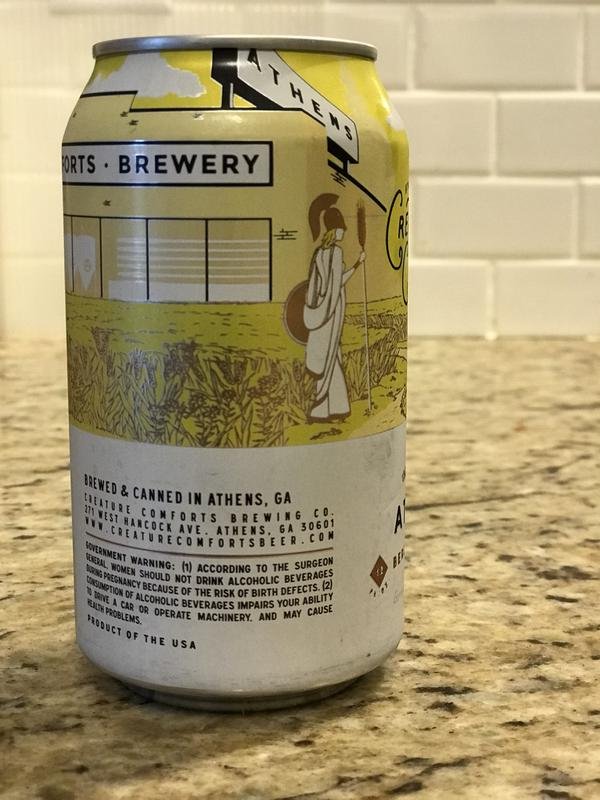 ATHENS
FORTS · BREWERY
RE
BREWED & CANNED IN ATHENS, GA
CREATURE COMFORTS BREWING CO.
271 WEST HANCOCK AVE. ATHENS, GA 30601
WWW.CREATURECOMFORTSBEER.COM
GOVERNMENT WARNING: (1) ACCORDING TO THE SURGEON
GENERAL, WOMEN SHOULD NOT DRINK ALCOHOLIC BEVERAGES
DURING PREGNANCY BECAUSE OF THE RISK OF BIRTH DEFECTS. (2)
CONSUMPTION OF ALCOHOLIC BEVERAGES IMPAIRS YOUR ABILITY
TO DRIVE A CAR OR OPERATE MACHINERY, AND MAY CAUSE
HEALTH PROBLEMS.
PRODUCT OF THE USA
BER